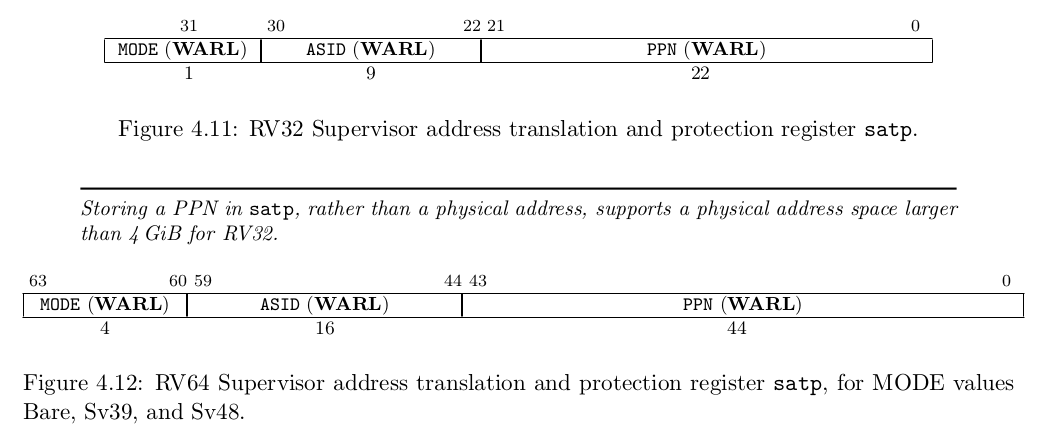 31 30 22 21 0
MODE (WARL) ASID (WARL) PPN (WARL)
1 9 22
Figure 4.11: RV32 Supervisor address translation and protection register satp.
Storing a PPN in satp, rather than a physical address, supports a physical address space larger
than 4 GiB for RV32.
63 60 59 44 43 0
MODE (WARL) ASID (WARL) PPN (WARL)
4 16 44
Figure 4.12: RV64 Supervisor address translation and protection register satp, for MODE values
Bare, Sv39, and Sv48.